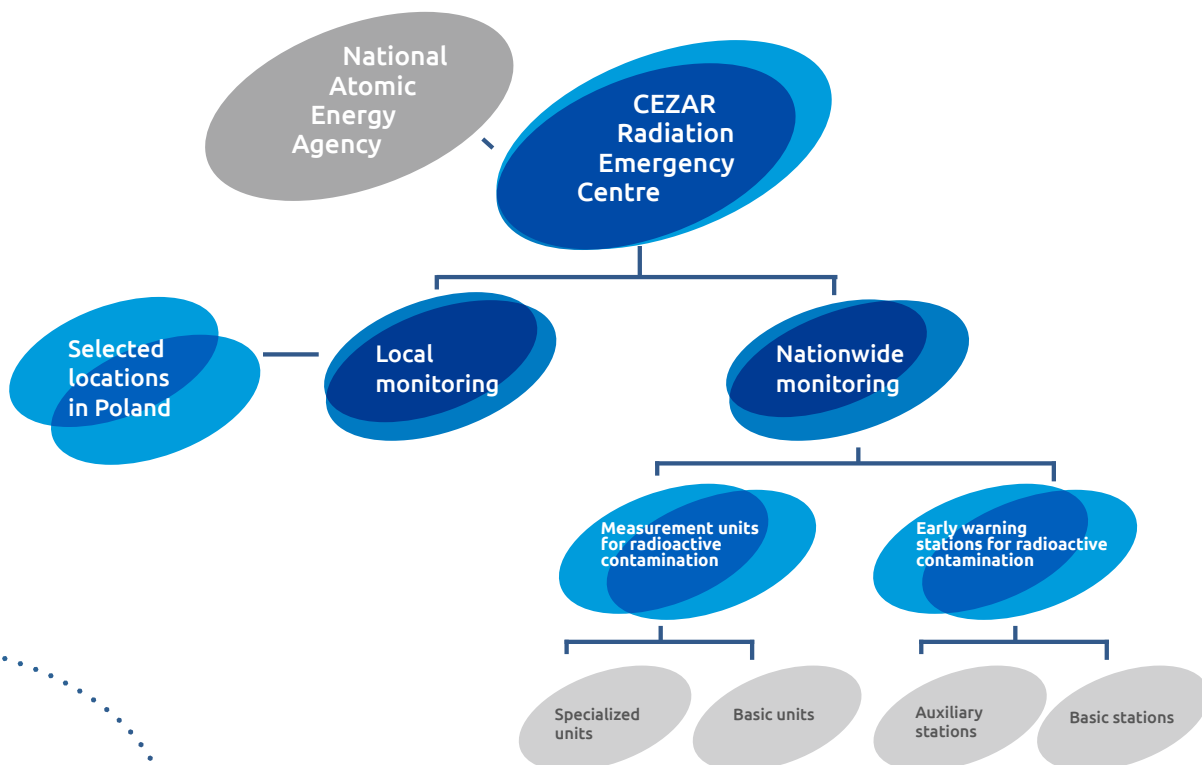 National
Atomic
Energy
Agency
CEZAR
Radiation
Emergency
Centre
Selected
locations
in Poland
Local
monitoring
Nationwide
monitoring
Measurement units
for radioactive
contamination
Early warning
stations for radioactive
contamination
Specialized
units
Basic units
Auxiliary
stations
Basic stations